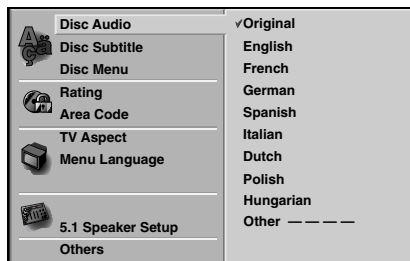 Disc Audio
Disc Subtitle
Disc Menu
Rating
Area Code
TV Aspect
Menu Language
5.1 Speaker Setup
Others
✓Original
English
French
German
Spanish
Italian
Dutch
Polish
Hungarian
Other — — — —